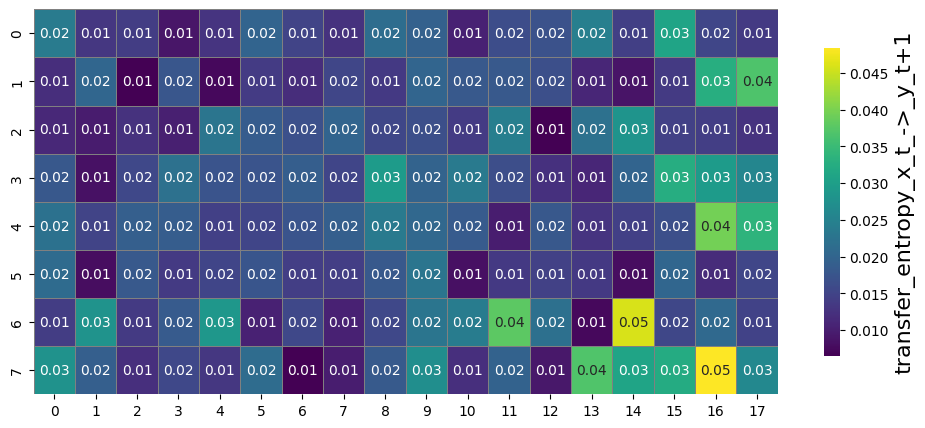 0 0.02 0.01 0.01 0.01 0.01 0.02 0.01 0.01 0.02 0.02 0.01 0.02 0.02 0.02 0.01 0.03 0.02 0.01
1 0.01 0.02 0.01 0.02 0.01 0.01 0.01 0.02 0.01 0.02 0.02 0.02 0.02 0.01 0.01 0.01 0.03 0.04
2 0.01 0.01 0.01 0.01 0.02 0.02 0.02 0.02 0.02 0.02 0.01 0.02 0.01 0.02 0.03 0.01 0.01 0.01
3 0.02 0.01 0.02 0.02 0.02 0.02 0.02 0.01 0.03 0.02 0.02 0.02 0.01 0.01 0.02 0.03 0.03 0.03
4 0.02 0.01 0.02 0.01 0.02 0.01 0.02 0.02 0.02 0.02 0.02 0.01 0.02 0.01 0.01 0.02 0.04 0.03
5 0.02 0.01 0.02 0.01 0.02 0.01 0.02 0.01 0.02 0.02 0.01 0.01 0.01 0.01 0.01 0.02 0.01 0.02
6 0.01 0.03 0.01 0.02 0.03 0.01 0.02 0.01 0.02 0.02 0.02 0.04 0.02 0.01 0.05 0.02 0.02 0.01
7 0.03 0.02 0.01 0.02 0.01 0.02 0.01 0.01 0.02 0.03 0.01 0.02 0.01 0.04 0.03 0.03 0.05 0.03
0 1 2 3 4 5 6 7 8 9 10 11 12 13 14 15 16 17
0.045
0.040
0.035
0.030
0.025
0.020
0.015
0.010
transfer_entropy_x_t_->_y_t+1